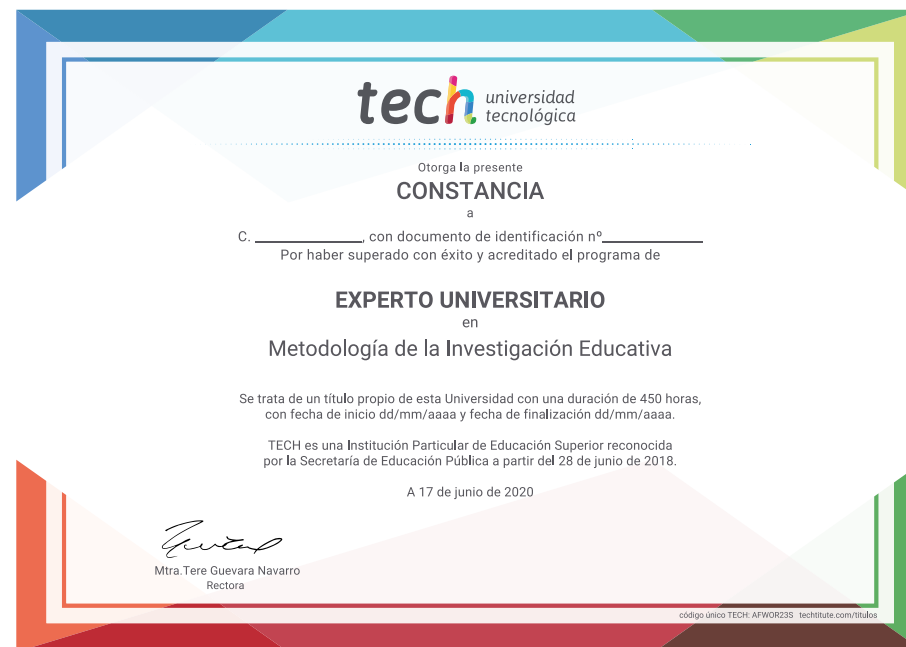 tech universidad
tecnológica
Otorga la presente
CONSTANCIA
a
C. ______________, con documento de identificación nº_____________
Por haber superado con éxito y acreditado el programa de
EXPERTO UNIVERSITARIO
en
Metodología de la Investigación Educativa
Se trata de un título propio de esta Universidad con una duración de 450 horas,
con fecha de inicio dd/mm/aaaa y fecha de finalización dd/mm/aaaa.
TECH es una Institución Particular de Educación Superior reconocida
por la Secretaría de Educación Pública a partir del 28 de junio de 2018.
A 17 de junio de 2020
Mtra.Tere Guevara Navarro
Rectora
código único TECH: AFWOR23S techtitute.com/titulos